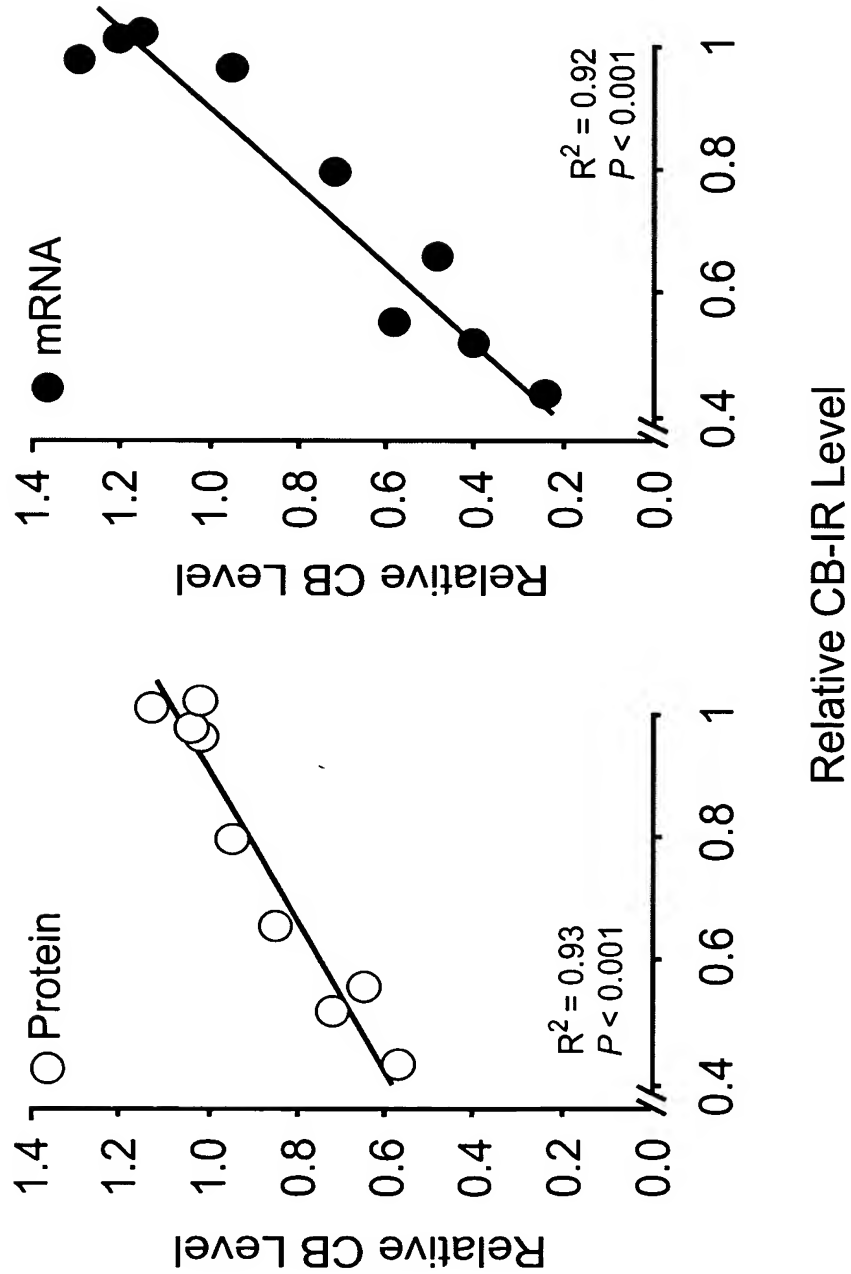 Relative CB Level
1.4
1.2
1.0
0.8
0.6
0.4
0.2
0.0
Protein
R² = 0.93
P < 0.001
0.4 0.6 0.8 1
Relative CB Level
1.4
1.2
1.0
0.8
0.6
0.4
0.2
0.0
mRNA
R² = 0.92
P < 0.001
0.4 0.6 0.8 1
Relative CB-IR Level